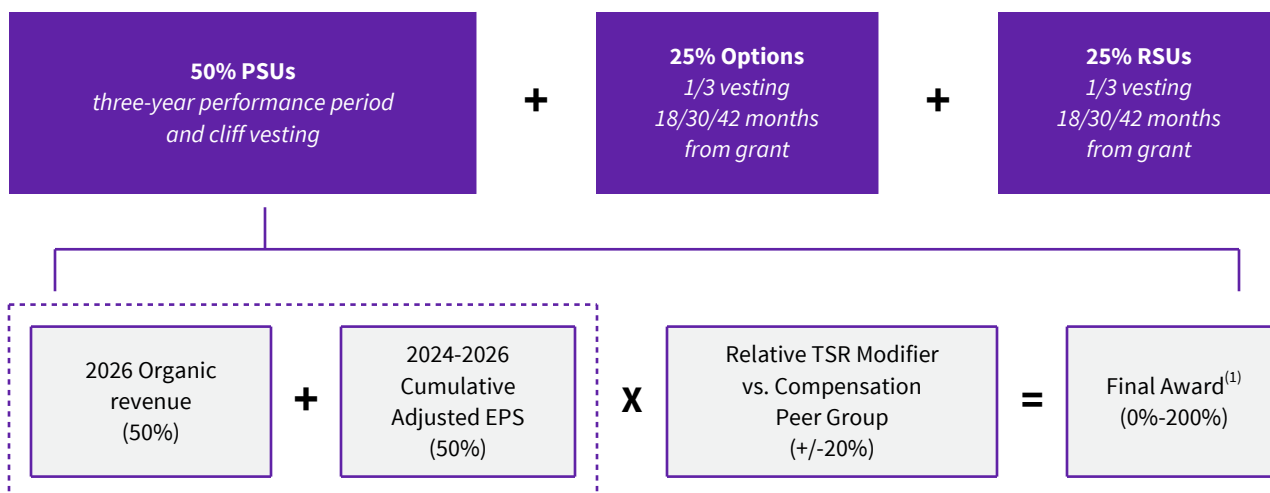 50% PSUs
three-year performance period
and cliff vesting
+
25% Options
1/3 vesting
18/30/42 months
from grant
+
25% RSUs
1/3 vesting
18/30/42 months
from grant
2026 Organic
revenue
(50%)
+
2024-2026
Cumulative
Adjusted EPS
(50%)
X
Relative TSR Modifier
vs. Compensation
Peer Group
(+/-20%)
=
Final Award(1)
(0%-200%)